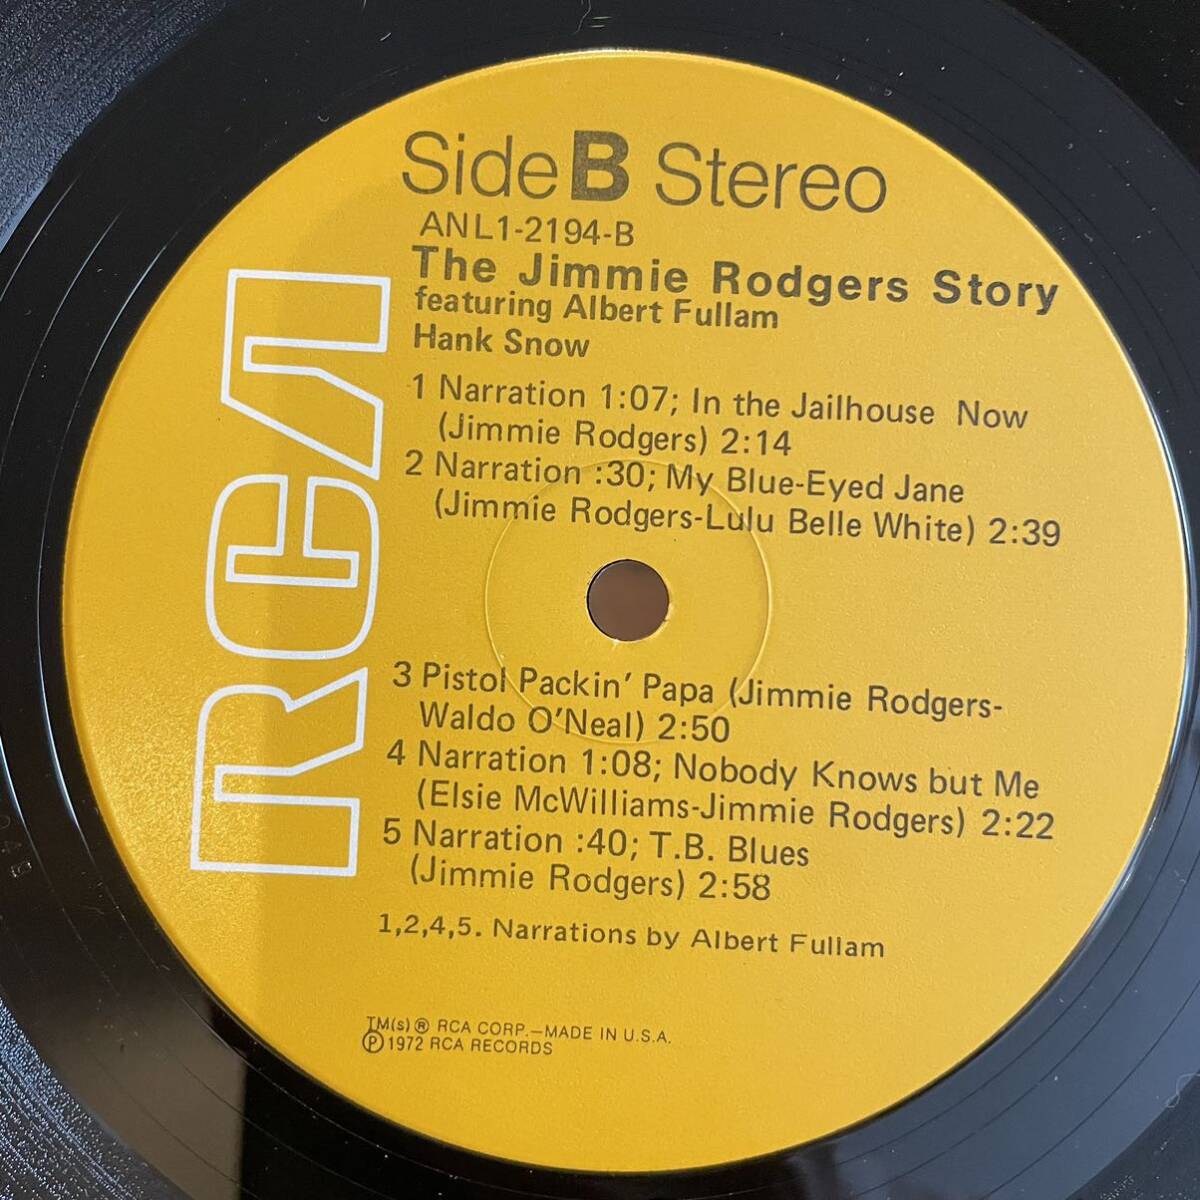 Side B Stereo
ANL1-2194-B
The Jimmie Rodgers Story
featuring Albert Fullam
Hank Snow
1 Narration 1:07; In the Jailhouse Now
(Jimmie Rodgers) 2:14
2 Narration :30; My Blue-Eyed Jane
(Jimmie Rodgers-Lulu Belle White) 2:39
3 Pistol Packin' Papa (Jimmie Rodgers-
Waldo O'Neal) 2:50
4 Narration 1:08; Nobody Knows but Me
(Elsie McWilliams-Jimmie Rodgers) 2:22
5 Narration :40; T.B. Blues
(Jimmie Rodgers) 2:58
1,2,4,5. Narrations by Albert Fullam
TM(s) ® RCA CORP.—MADE IN U.S.A.
℗ 1972 RCA RECORDS
RCA